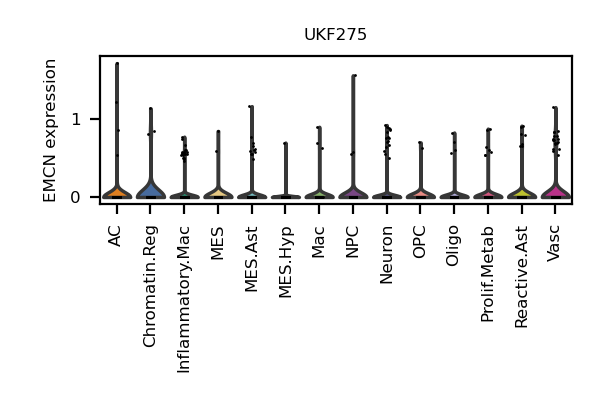 UKF275
EMCN expression
1
0
AC
Chromatin.Reg
Inflammatory.Mac
MES
MES.Ast
MES.Hyp
Mac
NPC
Neuron
OPC
Oligo
Prolif.Metab
Reactive.Ast
Vasc